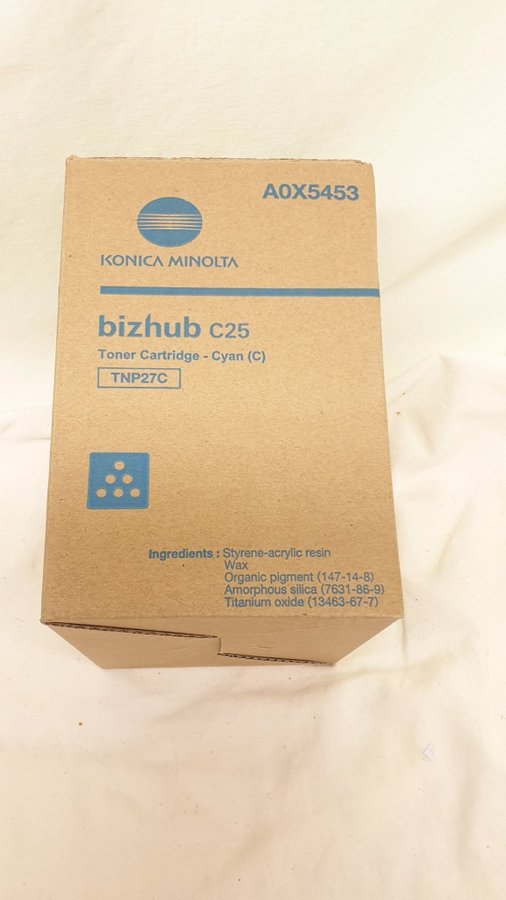 A0X5453
KONICA MINOLTA
bizhub C25
Toner Cartridge - Cyan (C)
TNP27C
Ingredients : Styrene-acrylic resin
Wax
Organic pigment (147-14-8)
Amorphous silica (7631-86-9)
Titanium oxide (13463-67-7)